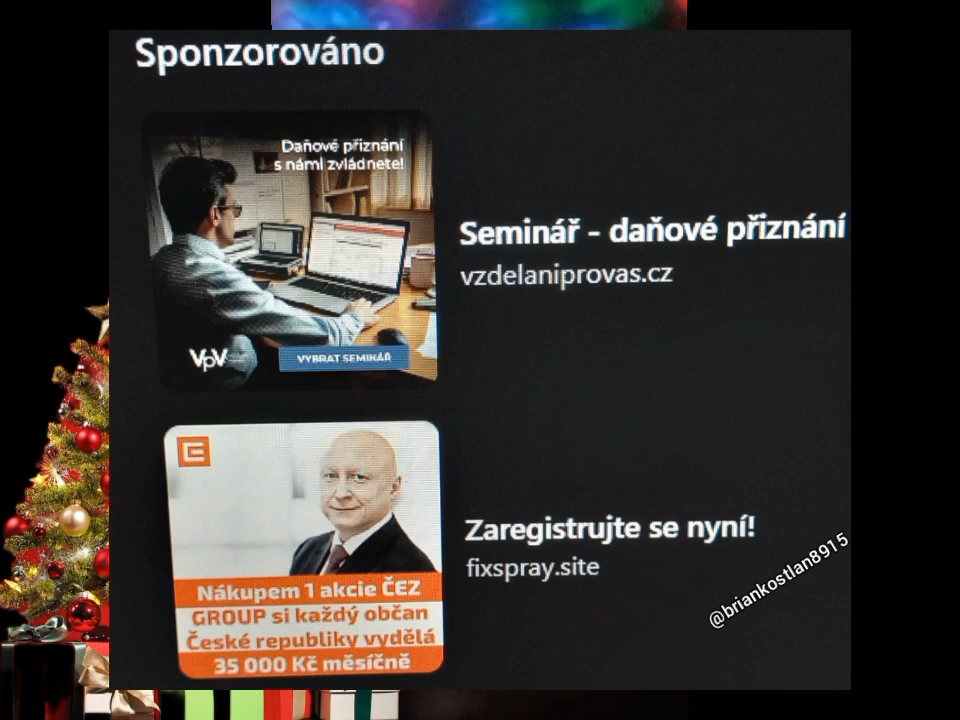 Sponzorováno
Daňové přiznání
s námi zvládnete!
VpV
VYBRAT SEMINÁŘ
Seminář - daňové přiznání
vzdelaniprovas.cz
Nákupem 1 akcie ČEZ
GROUP si každý občan
České republiky vydělá
35 000 Kč měsíčně
Zaregistrujte se nyní!
fixspray.site
@briankostlan8915